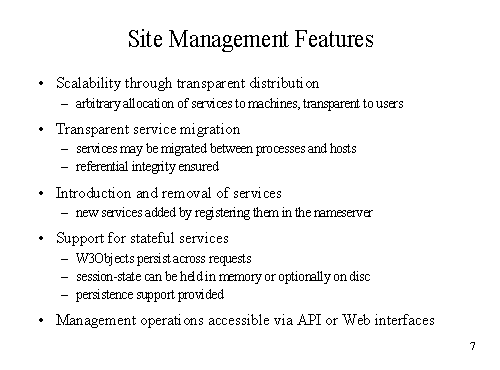 Site Management Features
• Scalability through transparent distribution
– arbitrary allocation of services to machines, transparent to users
• Transparent service migration
– services may be migrated between processes and hosts
– referential integrity ensured
• Introduction and removal of services
– new services added by registering them in the nameserver
• Support for stateful services
– W3Objects persist across requests
– session-state can be held in memory or optionally on disc
– persistence support provided
• Management operations accessible via API or Web interfaces
7